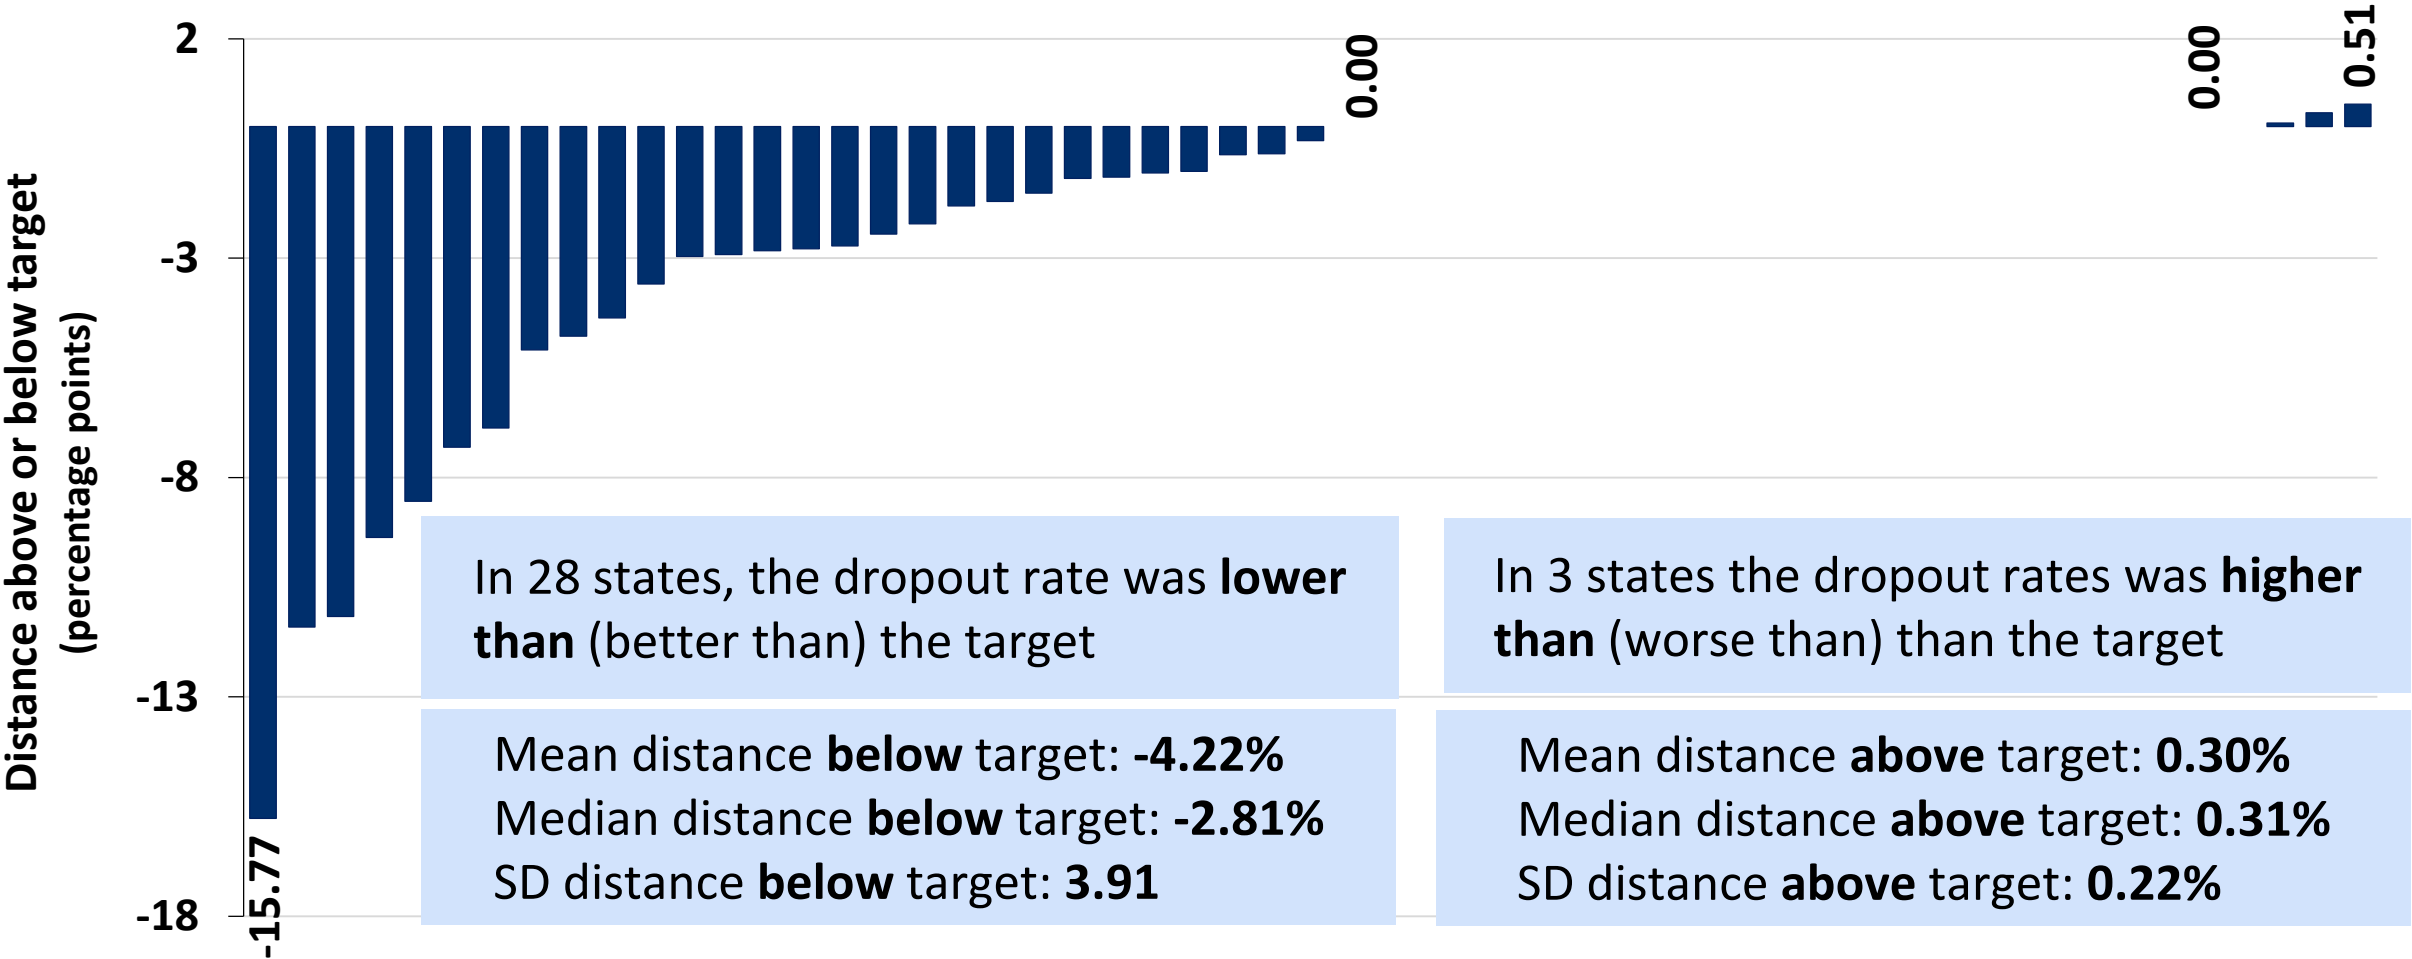 Distance above or below target
(percentage points)
2
-3
-8
-13
-18
-15.77
0.00
0.00
0.51
In 28 states, the dropout rate was lower
than (better than) the target
In 3 states the dropout rates was higher
than (worse than) than the target
Mean distance below target: -4.22%
Median distance below target: -2.81%
SD distance below target: 3.91
Mean distance above target: 0.30%
Median distance above target: 0.31%
SD distance above target: 0.22%